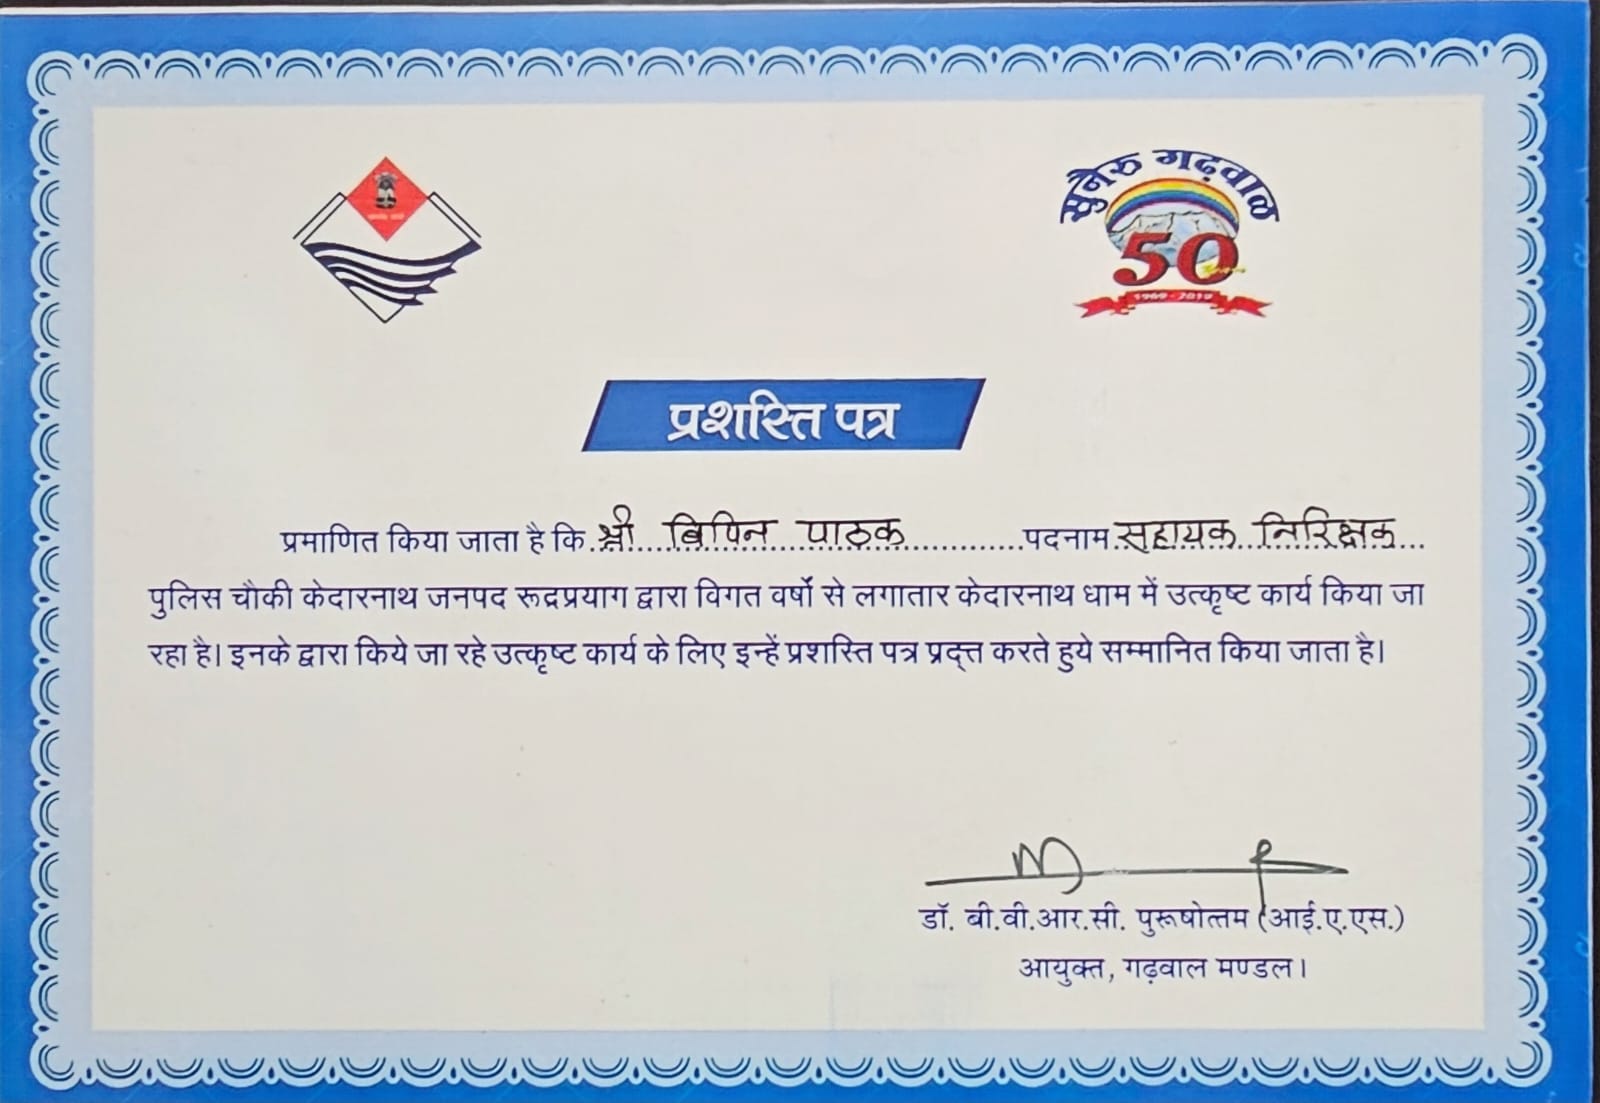 सुनैरु गढ़वाल
50
1969 - 2019
प्रशस्ति पत्र
प्रमाणित किया जाता है कि श्री बिपिन पाठक पदनाम सहायक निरिक्षक
पुलिस चौकी केदारनाथ जनपद रूद्रप्रयाग द्वारा विगत वर्षों से लगातार केदारनाथ धाम में उत्कृष्ट कार्य किया जा
रहा है। इनके द्वारा किये जा रहे उत्कृष्ट कार्य के लिए इन्हें प्रशस्ति पत्र प्रद्त्त करते हुये सम्मानित किया जाता है।
डॉ. बी.वी.आर.सी. पुरूषोत्तम (आई.ए.एस.)
आयुक्त, गढ़वाल मण्डल।